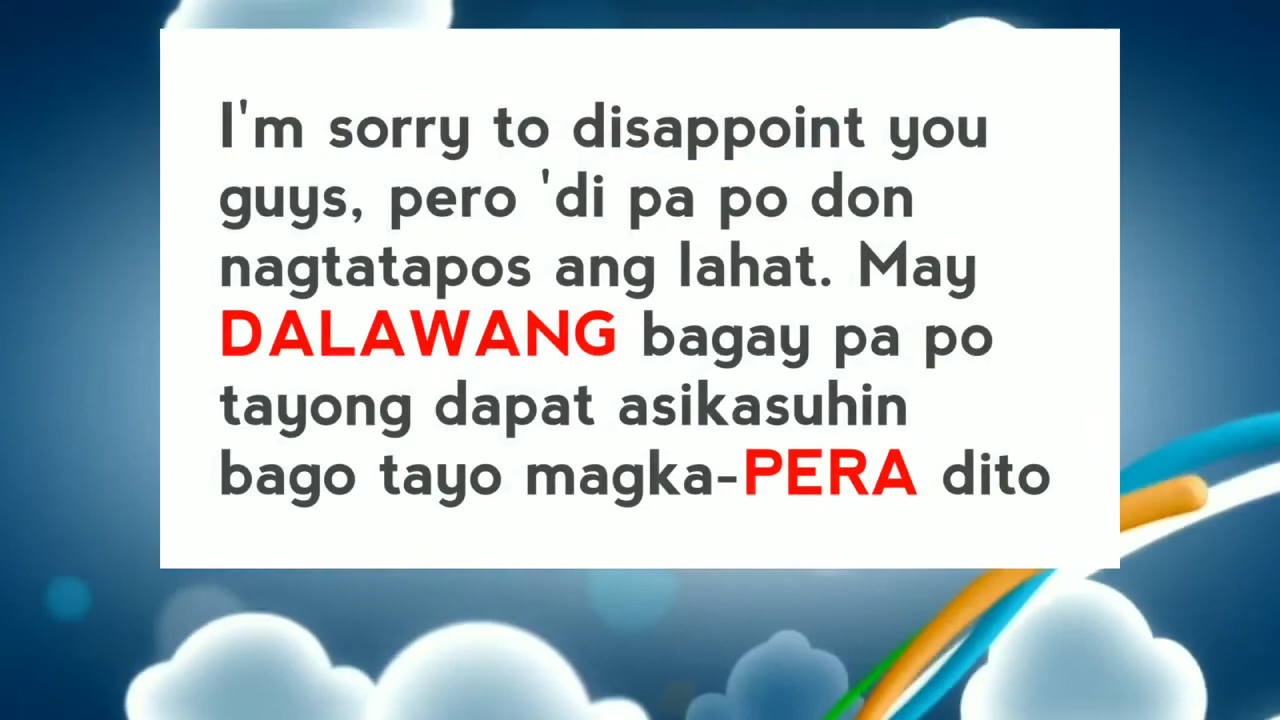 I'm sorry to disappoint you
guys, pero 'di pa po don
nagtatapos ang lahat. May
DALAWANG bagay pa po
tayong dapat asikasuhin
bago tayo magka-PERA dito